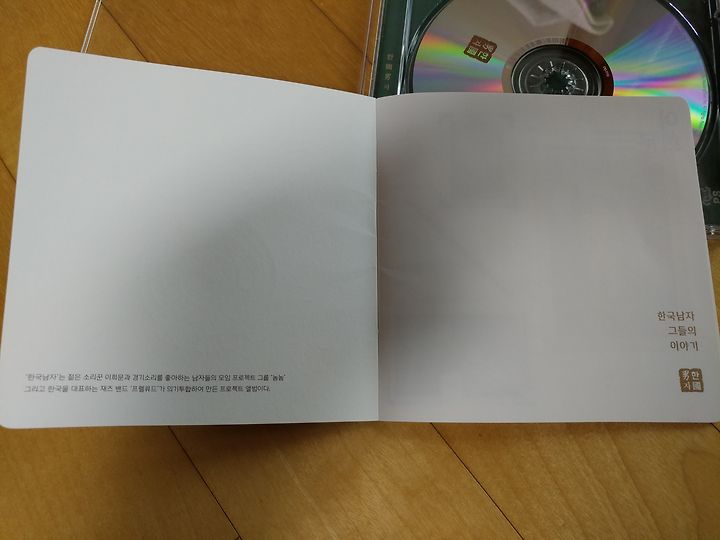 '한국남자'는 젊은 소리꾼 이희문과 경기소리를 좋아하는 남자들의 모임 프로젝트 그룹 '놈놈'
그리고 한국을 대표하는 재즈 밴드 '프렐류드'가 의기투합하여 만든 프로젝트 앨범이다.
한국남자
그들의
이야기
韓國男子